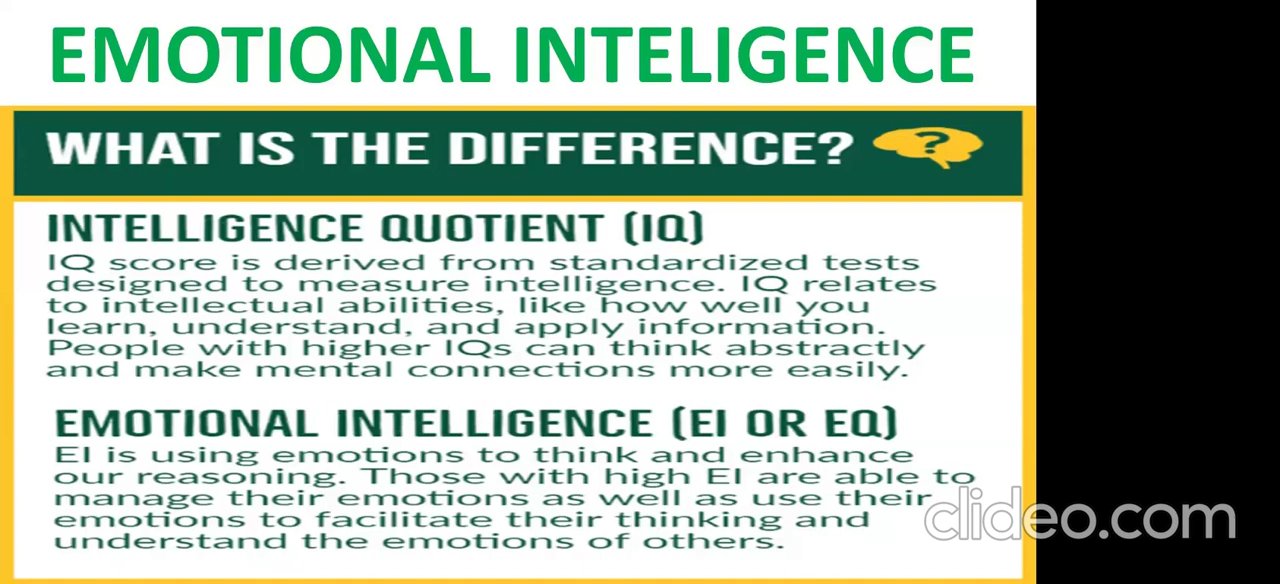 EMOTIONAL INTELIGENCE
WHAT IS THE DIFFERENCE? ?
INTELLIGENCE QUOTIENT (IQ)
IQ score is derived from standardized tests
designed to measure intelligence. IQ relates
to intellectual abilities, like how well you
learn, understand, and apply information.
People with higher IQs can think abstractly
and make mental connections more easily.
EMOTIONAL INTELLIGENCE (EI OR EQ)
EI is using emotions to think and enhance
our reasoning. Those with high EI are able to
manage their emotions as well as use their
emotions to facilitate their thinking and
understand the emotions of others.
clideo.com